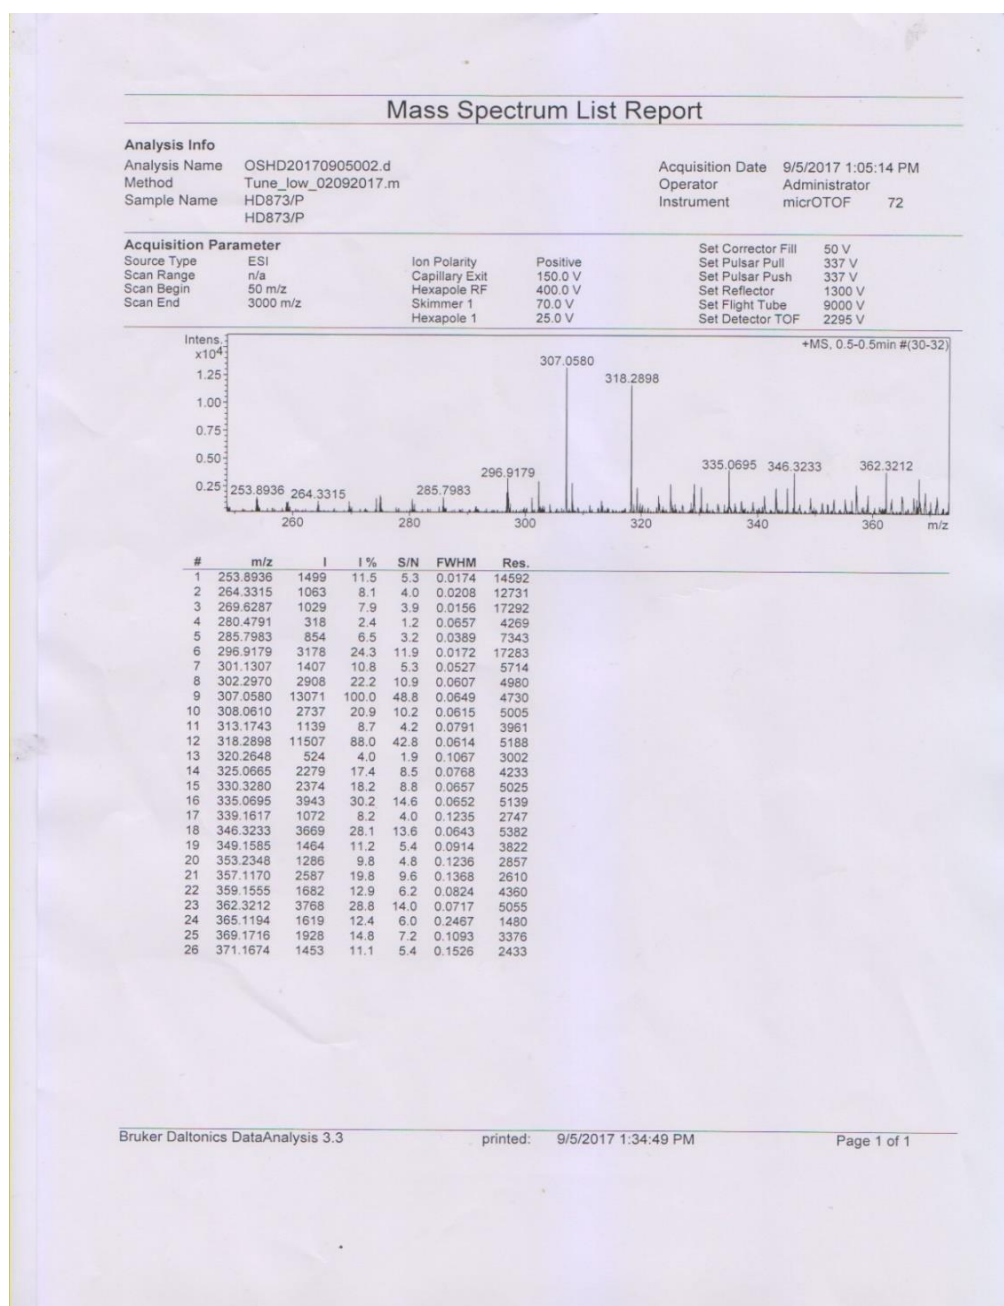 Mass Spectrum List Report
Analysis Info
Analysis Name OSHD20170905002.d Acquisition Date 9/5/2017 1:05:14 PM
Method Tune_low_02092017.m Operator Administrator
Sample Name HD873/P Instrument micrOTOF 72
HD873/P
Acquisition Parameter Set Corrector Fill 50 V
Source Type ESI Ion Polarity Positive Set Pulsar Pull 337 V
Scan Range n/a Capillary Exit 150.0 V Set Pulsar Push 337 V
Scan Begin 50 m/z Hexapole RF 400.0 V Set Reflector 1300 V
Scan End 3000 m/z Skimmer 1 70.0 V Set Flight Tube 9000 V
Hexapole 1 25.0 V Set Detector TOF 2295 V
Intens. +MS, 0.5-0.5min #(30-32)
x104
307.0580
1.25
318.2898
1.00
0.75
0.50
335.0695 346.3233 362.3212
296.9179
0.25
253.8936 264.3315 285.7983
260 280 300 320 340 360 m/z
# m/z I I % S/N FWHM Res.
1 253.8936 1499 11.5 5.3 0.0174 14592
2 264.3315 1063 8.1 4.0 0.0208 12731
3 269.6287 1029 7.9 3.9 0.0156 17292
4 280.4791 318 2.4 1.2 0.0657 4269
5 285.7983 854 6.5 3.2 0.0389 7343
6 296.9179 3178 24.3 11.9 0.0172 17283
7 301.1307 1407 10.8 5.3 0.0527 5714
8 302.2970 2908 22.2 10.9 0.0607 4980
9 307.0580 13071 100.0 48.8 0.0649 4730
10 308.0610 2737 20.9 10.2 0.0615 5005
11 313.1743 1139 8.7 4.2 0.0791 3961
12 318.2898 11507 88.0 42.8 0.0614 5188
13 320.2648 524 4.0 1.9 0.1067 3002
14 325.0665 2279 17.4 8.5 0.0768 4233
15 330.3280 2374 18.2 8.8 0.0657 5025
16 335.0695 3943 30.2 14.6 0.0652 5139
17 339.1617 1072 8.2 4.0 0.1235 2747
18 346.3233 3669 28.1 13.6 0.0643 5382
19 349.1585 1464 11.2 5.4 0.0914 3822
20 353.2348 1286 9.8 4.8 0.1236 2857
21 357.1170 2587 19.8 9.6 0.1368 2610
22 359.1555 1682 12.9 6.2 0.0824 4360
23 362.3212 3768 28.8 14.0 0.0717 5055
24 365.1194 1619 12.4 6.0 0.2467 1480
25 369.1716 1928 14.8 7.2 0.1093 3376
26 371.1674 1453 11.1 5.4 0.1526 2433
Bruker Daltonics DataAnalysis 3.3 printed: 9/5/2017 1:34:49 PM Page 1 of 1